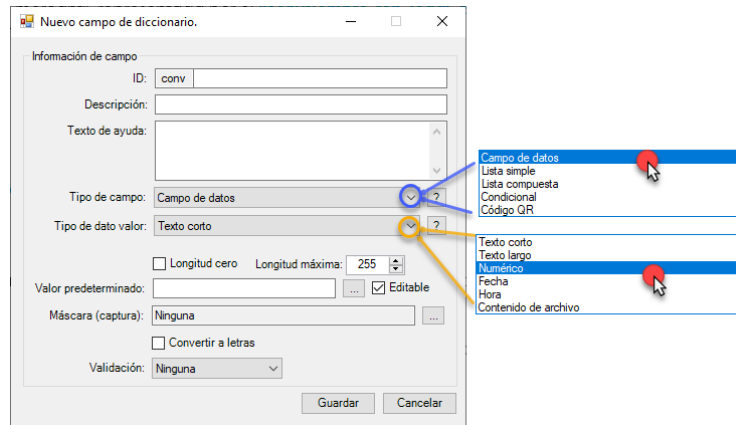 Nuevo campo de diccionario.
Información de campo
ID: conv
Descripción:
Texto de ayuda:
Tipo de campo: Campo de datos ?
Tipo de dato valor: Texto corto ?
Longitud cero Longitud máxima: 255
Valor predeterminado: ... Editable
Máscara (captura): Ninguna ...
Convertir a letras
Validación: Ninguna
Guardar Cancelar
Campo de datos
Lista simple
Lista compuesta
Condicional
Código QR
Texto corto
Texto largo
Numérico
Fecha
Hora
Contenido de archivo